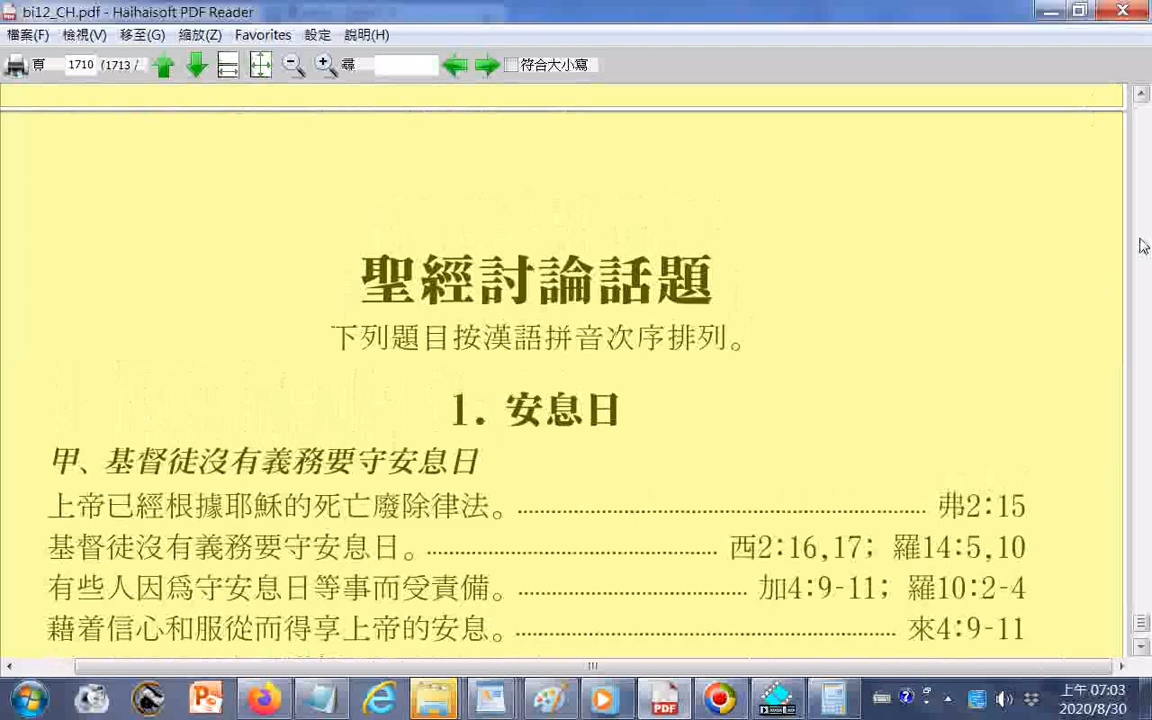 bi12_CH.pdf - Haihaisoft PDF Reader
檔案(F) 檢視(V) 移至(G) 縮放(Z) Favorites 設定 說明(H)
頁 1710 (1713 / 尋 符合大小寫
聖經討論話題
下列題目按漢語拼音次序排列。
1. 安息日
甲、基督徒沒有義務要守安息日
上帝已經根據耶穌的死亡廢除律法。 弗2:15
基督徒沒有義務要守安息日。 西2:16,17; 羅14:5,10
有些人因爲守安息日等事而受責備。 加4:9-11; 羅10:2-4
藉着信心和服從而得享上帝的安息。 來4:9-11
上午 07:03
2020/8/30